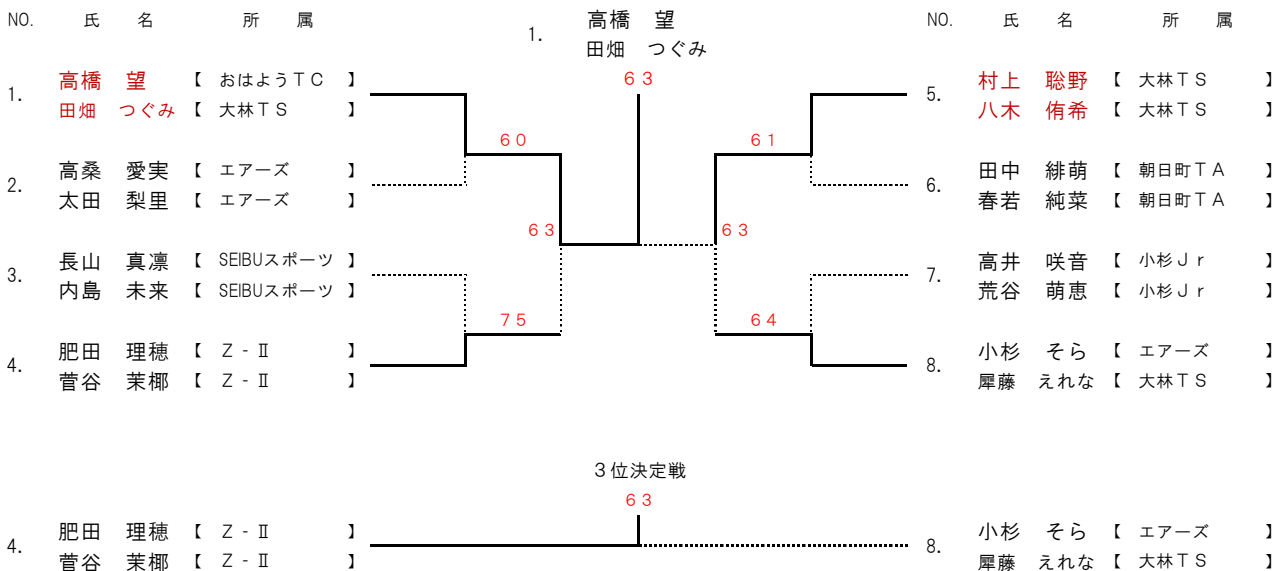 NO. 氏 名 所 属
1. 高橋 望
田畑 つぐみ
NO. 氏 名 所 属
1. 高橋 望 【 おはようTC 】
田畑 つぐみ 【 大林TS 】
2. 高桑 愛実 【 エアーズ 】
太田 梨里 【 エアーズ 】
3. 長山 真凛 【 SEIBUスポーツ 】
内島 未来 【 SEIBUスポーツ 】
4. 肥田 理穂 【 Z-Ⅱ 】
菅谷 茉椰 【 Z-Ⅱ 】
63
60
61
63
63
75
64
5. 村上 聡野 【 大林TS 】
八木 侑希 【 大林TS 】
6. 田中 緋萌 【 朝日町TA 】
春若 純菜 【 朝日町TA 】
7. 高井 咲音 【 小杉Jr 】
荒谷 萌恵 【 小杉Jr 】
8. 小杉 そら 【 エアーズ 】
犀藤 えれな 【 大林TS 】
3位決定戦
63
4. 肥田 理穂 【 Z-Ⅱ 】
菅谷 茉椰 【 Z-Ⅱ 】
8. 小杉 そら 【 エアーズ 】
犀藤 えれな 【 大林TS 】